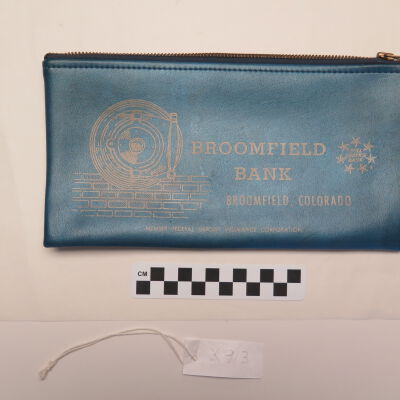 BROOMFIELD
BANK
BROOMFIELD, COLORADO
MEMBER FEDERAL DEPOSIT INSURANCE CORPORATION
CM